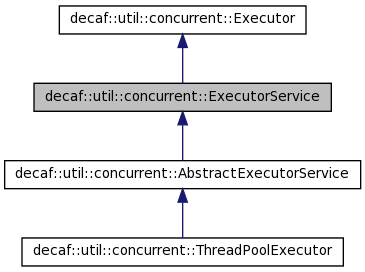 decaf::util::concurrent::Executor
decaf::util::concurrent::ExecutorService
decaf::util::concurrent::AbstractExecutorService
decaf::util::concurrent::ThreadPoolExecutor